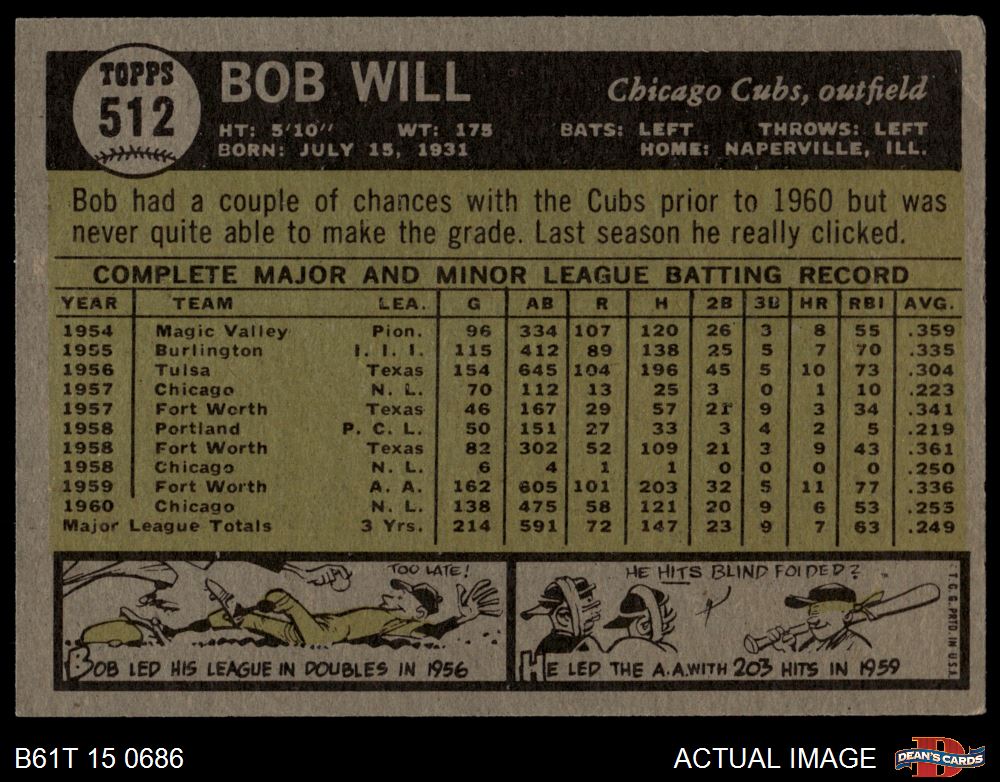 TOPPS
512
BOB WILL
Chicago Cubs, outfield
HT: 5'10" WT: 175 BATS: LEFT THROWS: LEFT
BORN: JULY 15, 1931 HOME: NAPERVILLE, ILL.
Bob had a couple of chances with the Cubs prior to 1960 but was
never quite able to make the grade. Last season he really clicked.
COMPLETE MAJOR AND MINOR LEAGUE BATTING RECORD
YEAR TEAM LEA. G AB R H 2B 3B HR RBI AVG.
1954 Magic Valley Pion. 96 334 107 120 26 3 8 55 .359
1955 Burlington I. I. I. 115 412 89 138 25 5 7 70 .335
1956 Tulsa Texas 154 645 104 196 45 5 10 73 .304
1957 Chicago N. L. 70 112 13 25 3 0 1 10 .223
1957 Fort Worth Texas 46 167 29 57 21 9 3 34 .341
1958 Portland P. C. L. 50 151 27 33 3 4 2 5 .219
1958 Fort Worth Texas 82 302 52 109 21 3 9 43 .361
1958 Chicago N. L. 6 4 1 1 0 0 0 0 .250
1959 Fort Worth A. A. 162 605 101 203 32 5 11 77 .336
1960 Chicago N. L. 138 475 58 121 20 9 6 53 .255
Major League Totals 3 Yrs. 214 591 72 147 23 9 7 63 .249
TOO LATE!
BOB LED HIS LEAGUE IN DOUBLES IN 1956
HE HITS BLINDFOLDED?
HE LED THE A.A. WITH 203 HITS IN 1959
T.C.G. PRTD IN U.S.A.
B61T 15 0686
ACTUAL IMAGE
D
DEAN'S CARDS